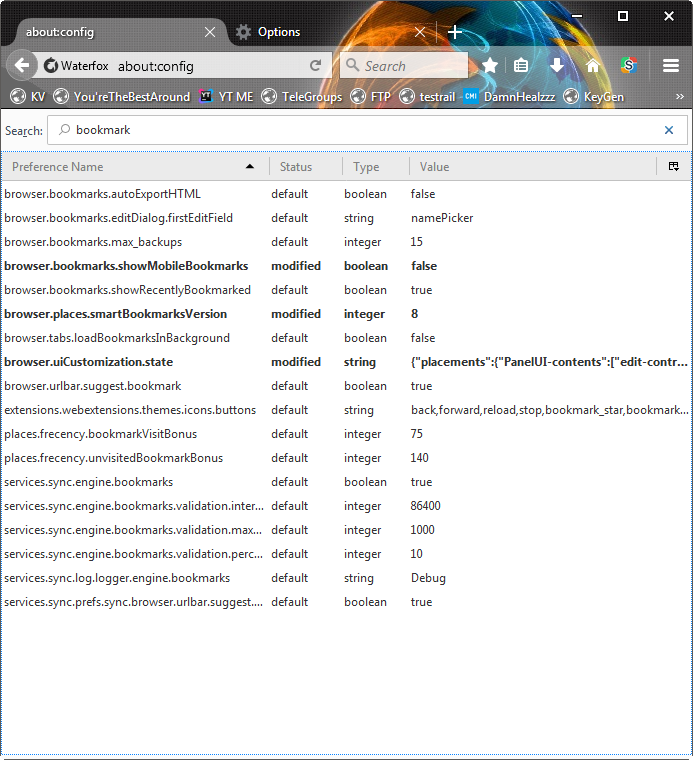 about:config Options
Waterfox about:config Search
KV You'reTheBestAround YT ME TeleGroups FTP testrail CMI DamnHealzzz KeyGen »
Search: bookmark
Preference Name Status Type Value
browser.bookmarks.autoExportHTML default boolean false
browser.bookmarks.editDialog.firstEditField default string namePicker
browser.bookmarks.max_backups default integer 15
browser.bookmarks.showMobileBookmarks modified boolean false
browser.bookmarks.showRecentlyBookmarked default boolean true
browser.places.smartBookmarksVersion modified integer 8
browser.tabs.loadBookmarksInBackground default boolean false
browser.uiCustomization.state modified string {"placements":{"PanelUI-contents":["edit-contr...
browser.urlbar.suggest.bookmark default boolean true
extensions.webextensions.themes.icons.buttons default string back,forward,reload,stop,bookmark_star,bookmark...
places.frecency.bookmarkVisitBonus default integer 75
places.frecency.unvisitedBookmarkBonus default integer 140
services.sync.engine.bookmarks default boolean true
services.sync.engine.bookmarks.validation.inter... default integer 86400
services.sync.engine.bookmarks.validation.max... default integer 1000
services.sync.engine.bookmarks.validation.perc... default integer 10
services.sync.log.logger.engine.bookmarks default string Debug
services.sync.prefs.sync.browser.urlbar.suggest.... default boolean true